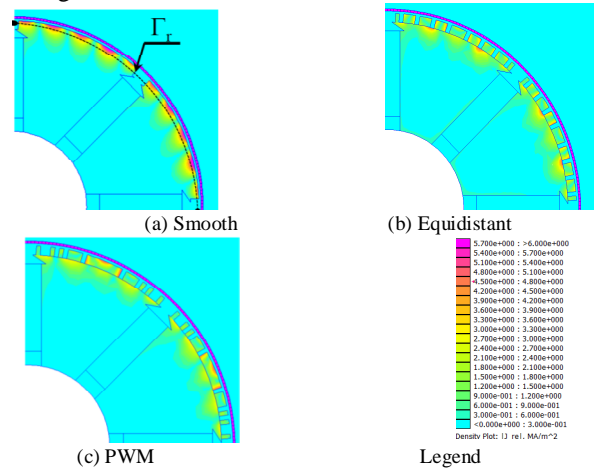 Γr
(a) Smooth
(b) Equidistant
5.700e+000 : >6.000e+000
5.400e+000 : 5.700e+000
5.100e+000 : 5.400e+000
4.800e+000 : 5.100e+000
4.500e+000 : 4.800e+000
4.200e+000 : 4.500e+000
3.900e+000 : 4.200e+000
3.600e+000 : 3.900e+000
3.300e+000 : 3.600e+000
3.000e+000 : 3.300e+000
2.700e+000 : 3.000e+000
2.400e+000 : 2.700e+000
2.100e+000 : 2.400e+000
1.800e+000 : 2.100e+000
1.500e+000 : 1.800e+000
1.200e+000 : 1.500e+000
9.000e-001 : 1.200e+000
6.000e-001 : 9.000e-001
3.000e-001 : 6.000e-001
<0.000e+000 : 3.000e-001
Density Plot: |J re|, MA/m^2
(c) PWM
Legend